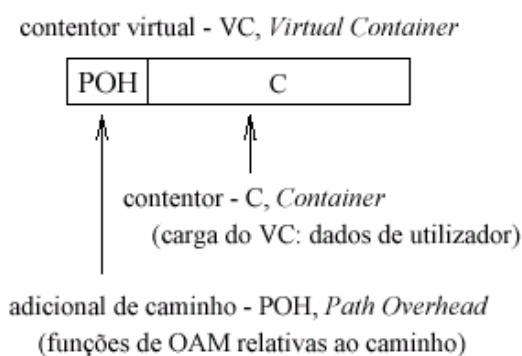 contentor virtual - VC, Virtual Container
POH C
contentor - C, Container
(carga do VC: dados de utilizador)
adicional de caminho - POH, Path Overhead
(funções de OAM relativas ao caminho)